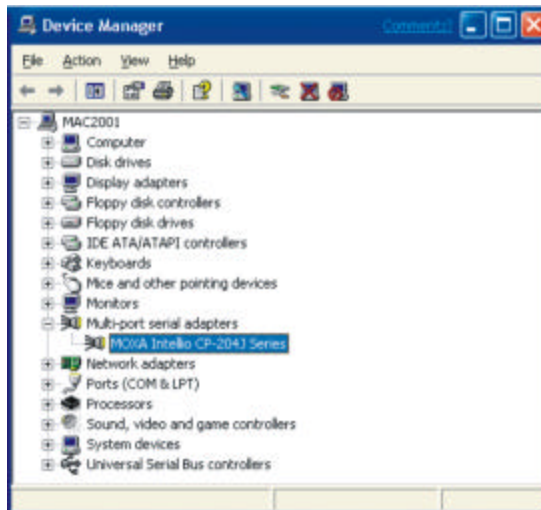 Device Manager
Comments?
File Action View Help
MAC2001
Computer
Disk drives
Display adapters
Floppy disk controllers
Floppy disk drives
IDE ATA/ATAPI controllers
Keyboards
Mice and other pointing devices
Monitors
Multi-port serial adapters
MOXA Intellio CP-204J Series
Network adapters
Ports (COM & LPT)
Processors
Sound, video and game controllers
System devices
Universal Serial Bus controllers